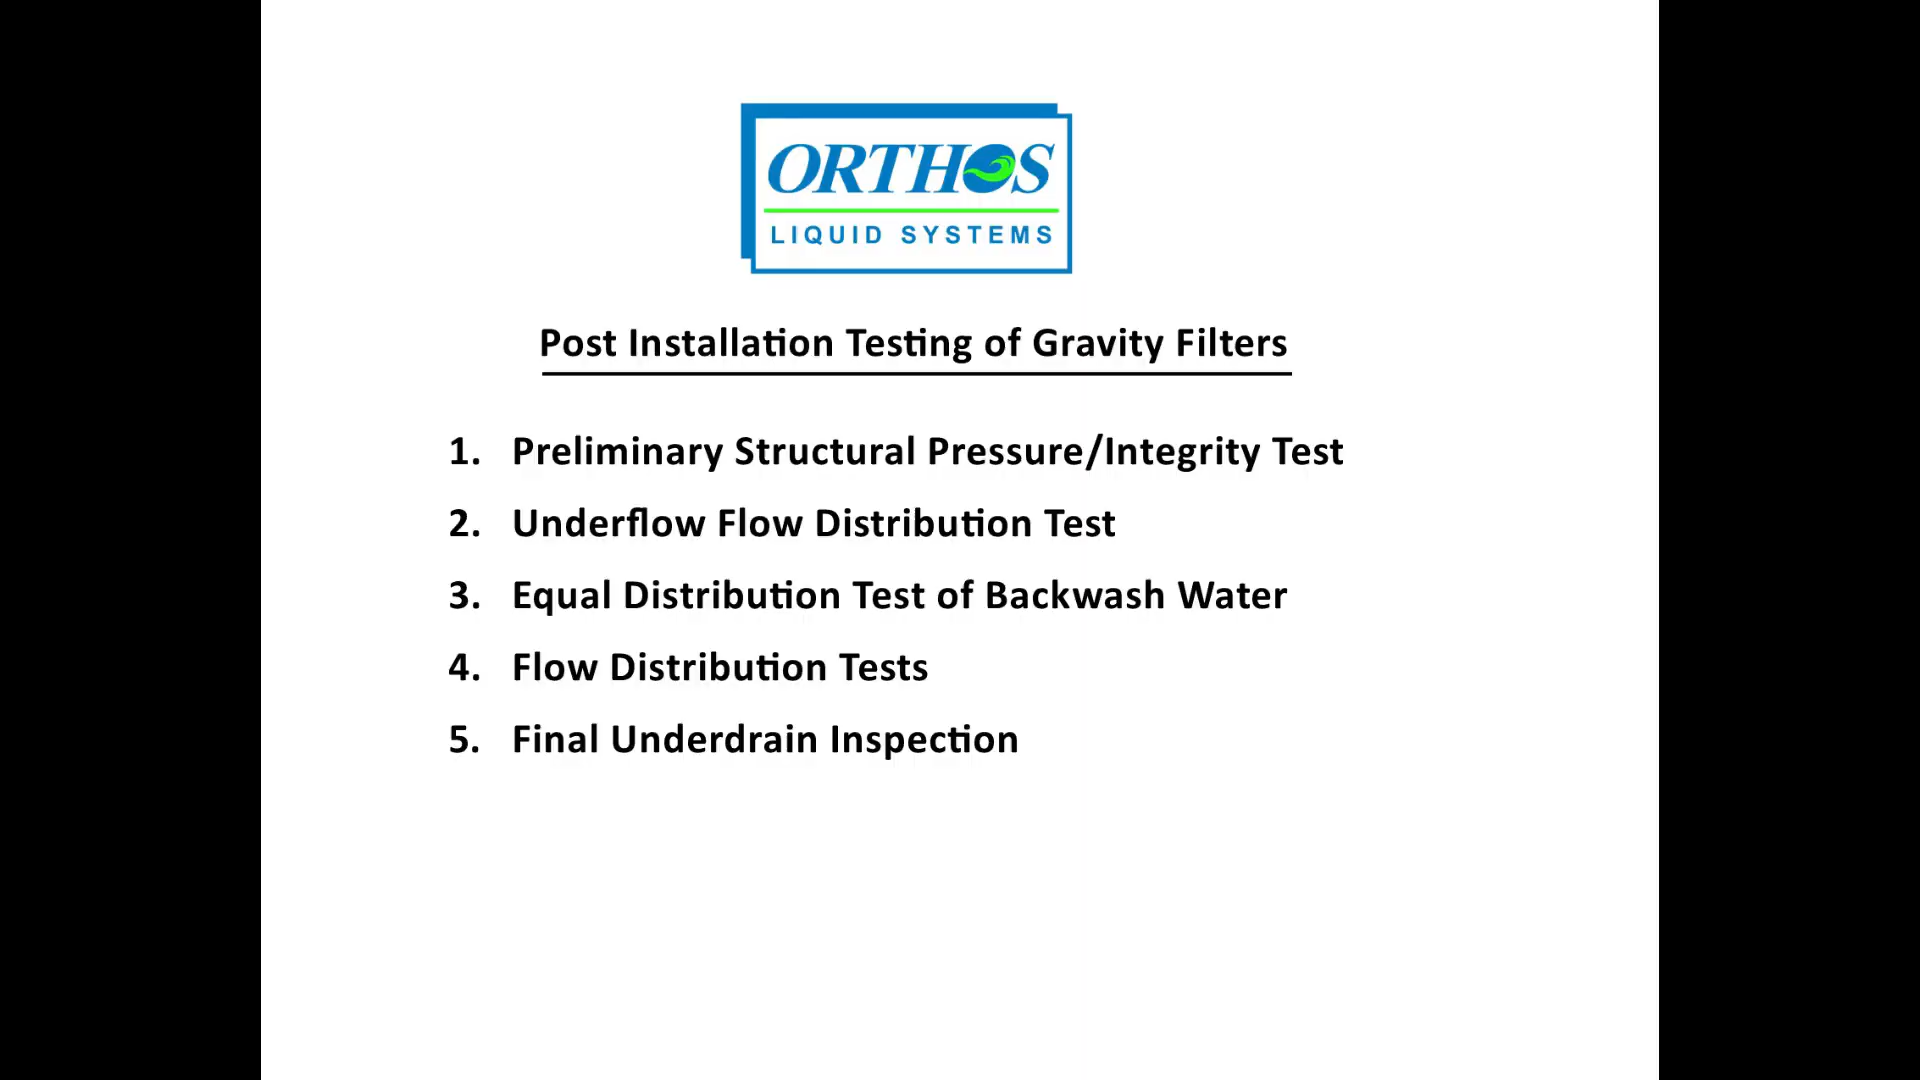 ORTHOS
LIQUID SYSTEMS
Post Installation Testing of Gravity Filters
1. Preliminary Structural Pressure/Integrity Test
2. Underflow Flow Distribution Test
3. Equal Distribution Test of Backwash Water
4. Flow Distribution Tests
5. Final Underdrain Inspection